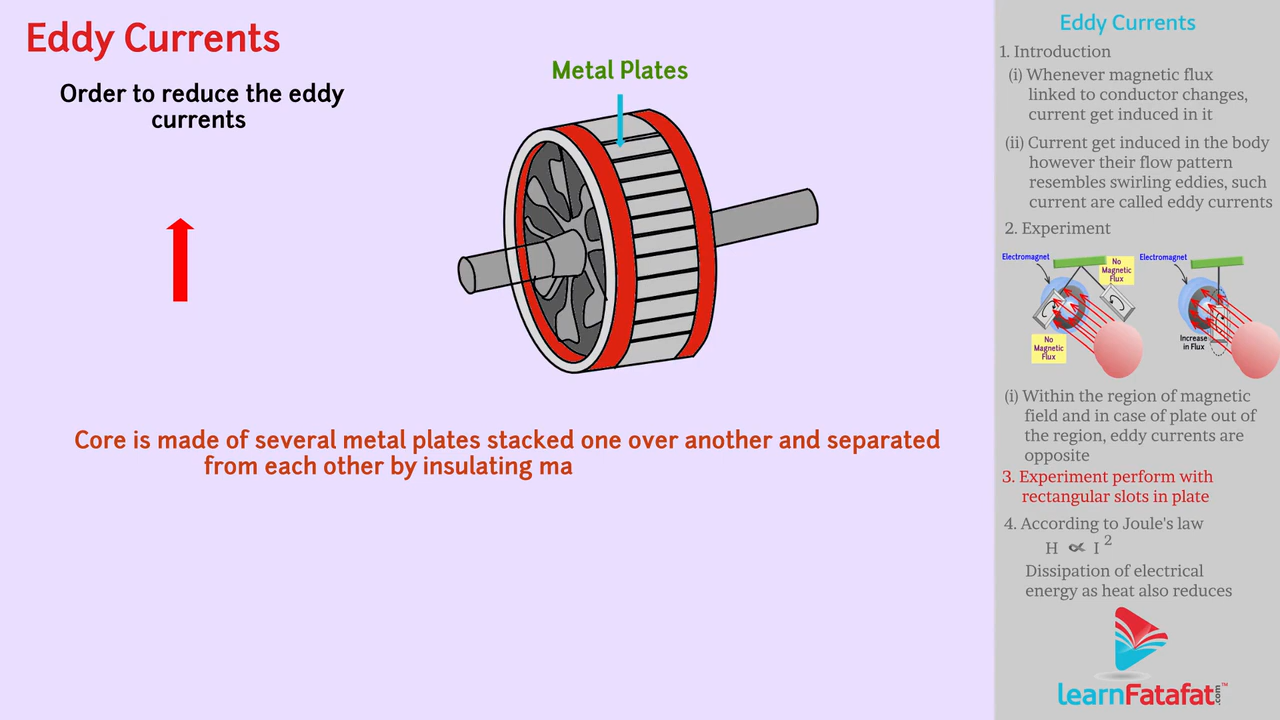 Eddy Currents
Order to reduce the eddy
currents
Metal Plates
Core is made of several metal plates stacked one over another and separated
from each other by insulating ma
Eddy Currents
1. Introduction
(i) Whenever magnetic flux
linked to conductor changes,
current get induced in it
(ii) Current get induced in the body
however their flow pattern
resembles swirling eddies, such
current are called eddy currents
2. Experiment
Electromagnet
No
Magnetic
Flux
No
Magnetic
Flux
Electromagnet
Increase
in Flux
(i) Within the region of magnetic
field and in case of plate out of
the region, eddy currents are
opposite
3. Experiment perform with
rectangular slots in plate
4. According to Joule's law
H ∝ I²
Dissipation of electrical
energy as heat also reduces
learnFatafat.com™